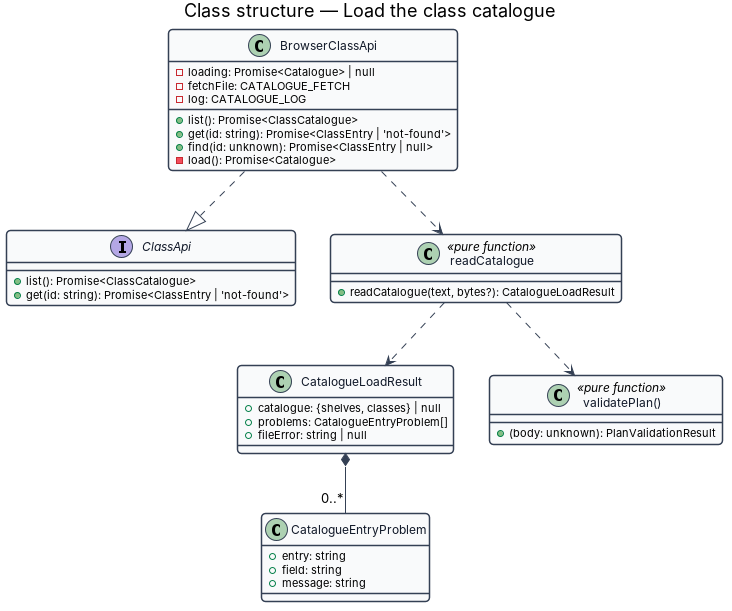 Class structure — Load the class catalogue
C BrowserClassApi
loading: Promise<Catalogue> | null
fetchFile: CATALOGUE_FETCH
log: CATALOGUE_LOG
list(): Promise<ClassCatalogue>
get(id: string): Promise<ClassEntry | 'not-found'>
find(id: unknown): Promise<ClassEntry | null>
load(): Promise<Catalogue>
I ClassApi
list(): Promise<ClassCatalogue>
get(id: string): Promise<ClassEntry | 'not-found'>
C «pure function»
readCatalogue
readCatalogue(text, bytes?): CatalogueLoadResult
C CatalogueLoadResult
catalogue: {shelves, classes} | null
problems: CatalogueEntryProblem[]
fileError: string | null
C «pure function»
validatePlan()
(body: unknown): PlanValidationResult
0..*
C CatalogueEntryProblem
entry: string
field: string
message: string